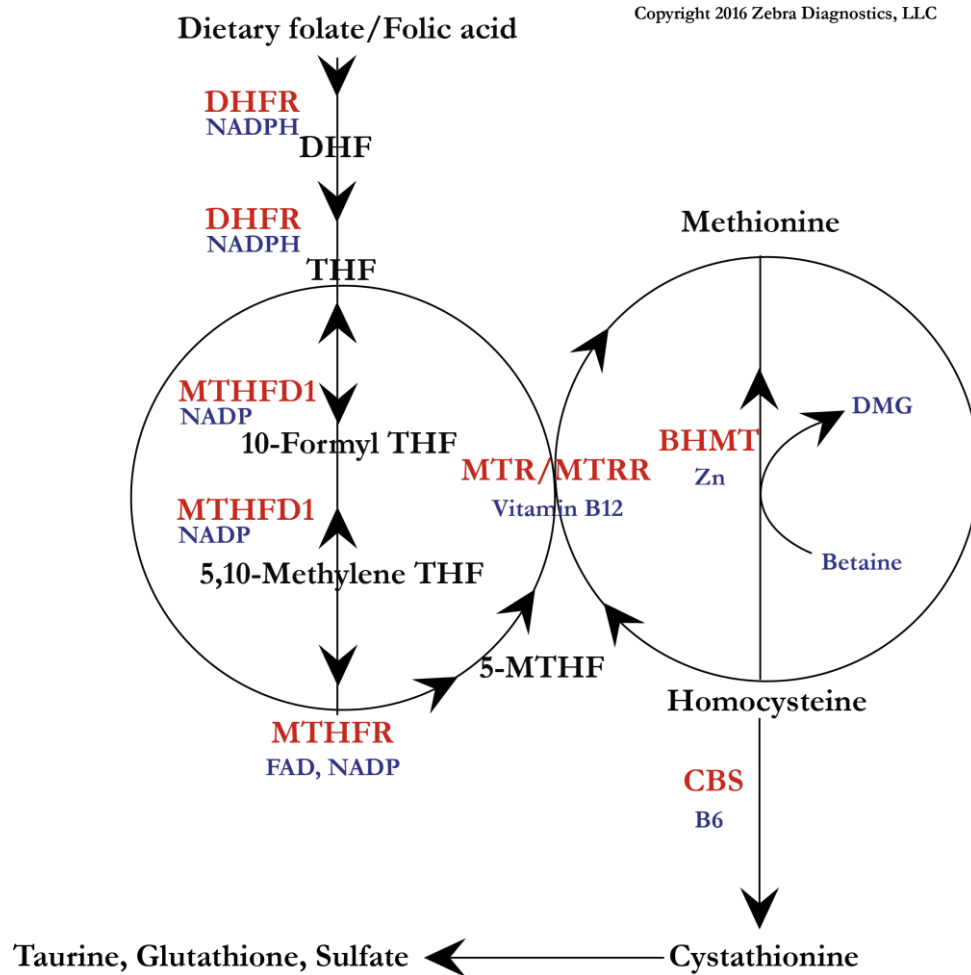 Copyright 2016 Zebra Diagnostics, LLC
Dietary folate/Folic acid
DHFR
NADPH
DHF
DHFR
NADPH
THF
MTHFD1
NADP
10-Formyl THF
MTHFD1
NADP
5,10-Methylene THF
MTHFR
FAD, NADP
5-MTHF
MTR/MTRR
Vitamin B12
Methionine
BHMT
Zn
DMG
Betaine
Homocysteine
CBS
B6
Cystathionine
Taurine, Glutathione, Sulfate